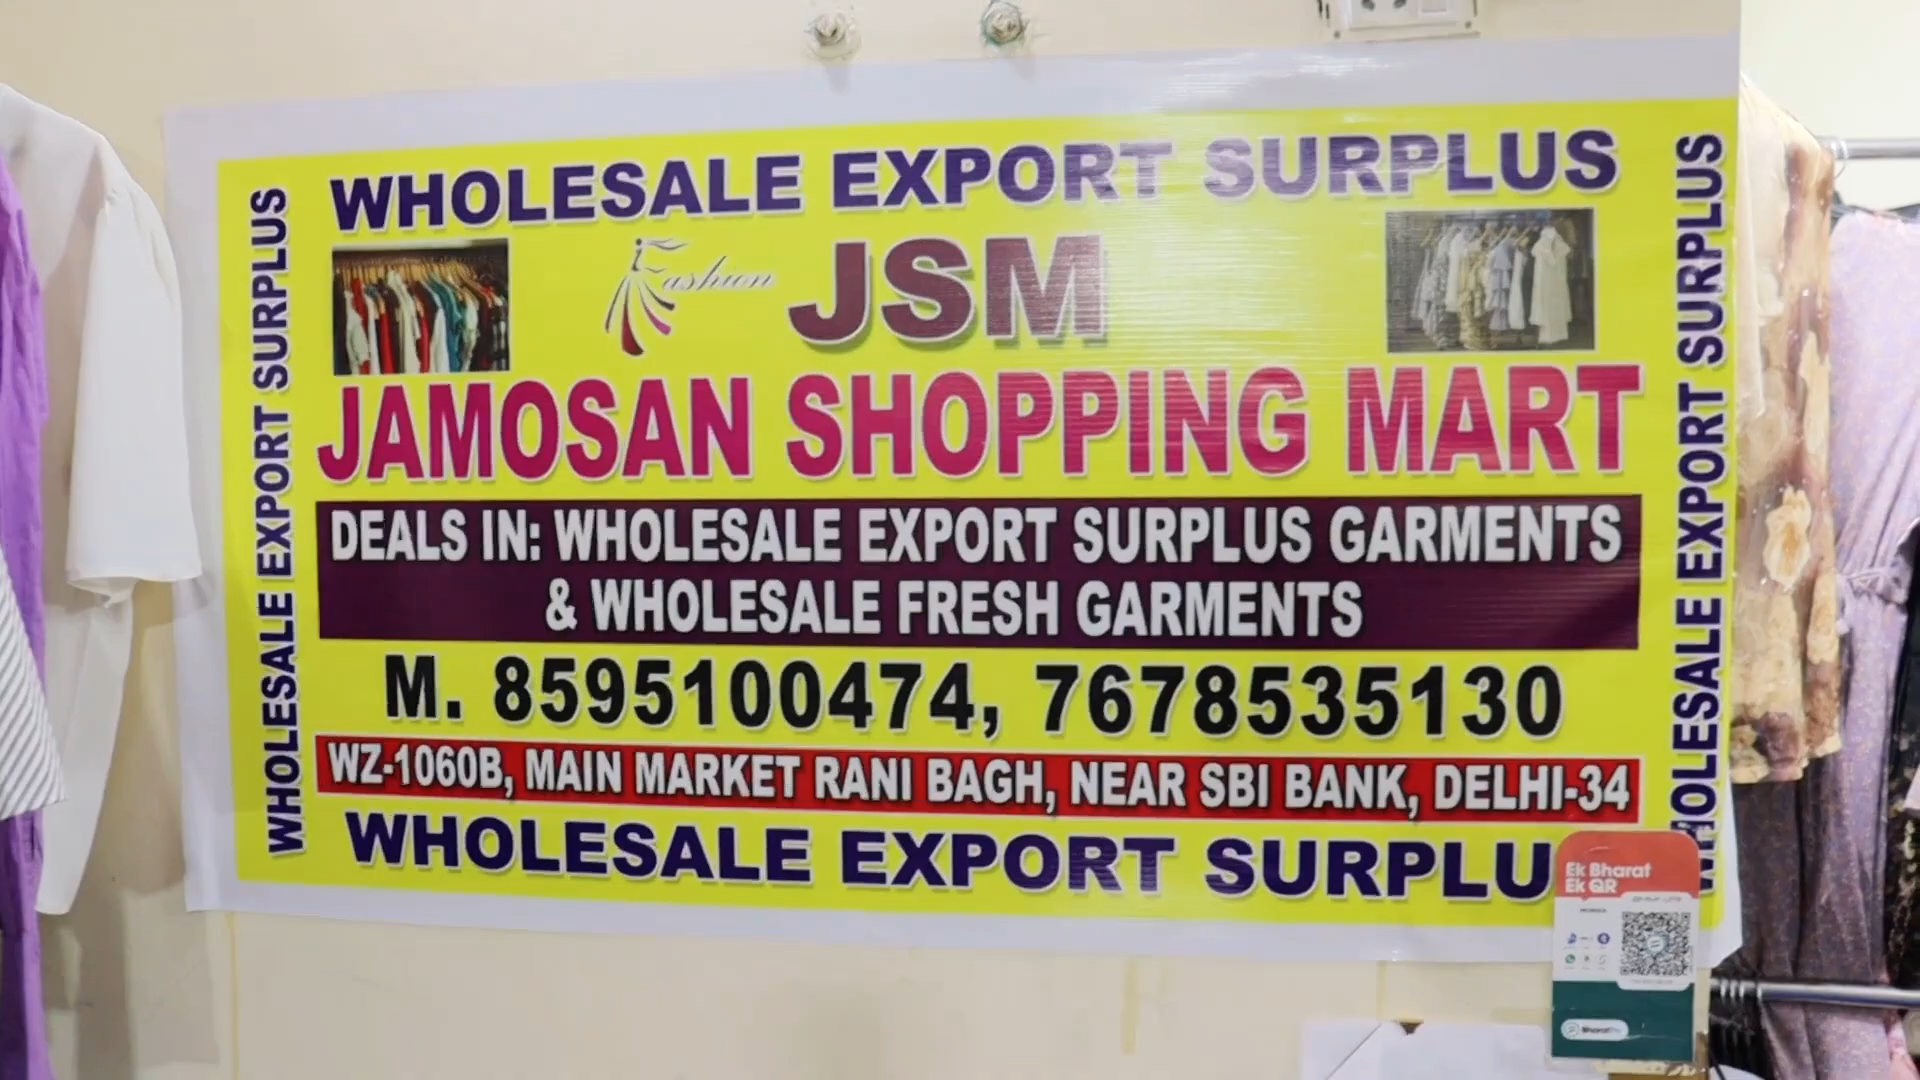 WHOLESALE EXPORT SURPLUS
WHOLESALE EXPORT SURPLUS
Fashion JSM
JAMOSAN SHOPPING MART
DEALS IN: WHOLESALE EXPORT SURPLUS GARMENTS
& WHOLESALE FRESH GARMENTS
M. 8595100474, 7678535130
WZ-1060B, MAIN MARKET RANI BAGH, NEAR SBI BANK, DELHI-34
WHOLESALE EXPORT SURPLU
WHOLESALE EXPORT SURPLUS
Ek Bharat
Ek QR